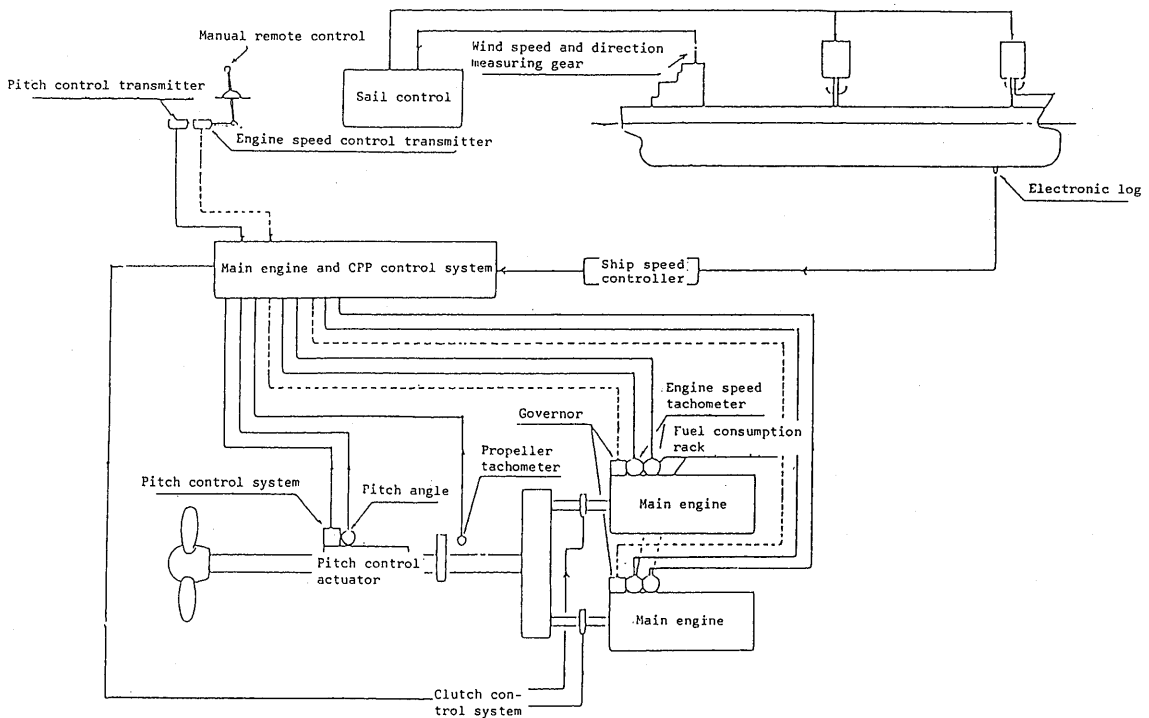 Manual remote control
Pitch control transmitter
Engine speed control transmitter
Sail control
Wind speed and direction
measuring gear
Electronic log
Main engine and CPP control system
Ship speed
controller
Engine speed
tachometer
Governor
Fuel consumption
rack
Propeller
tachometer
Pitch control system
Pitch angle
Main engine
Pitch control
actuator
Main engine
Clutch con-
trol system